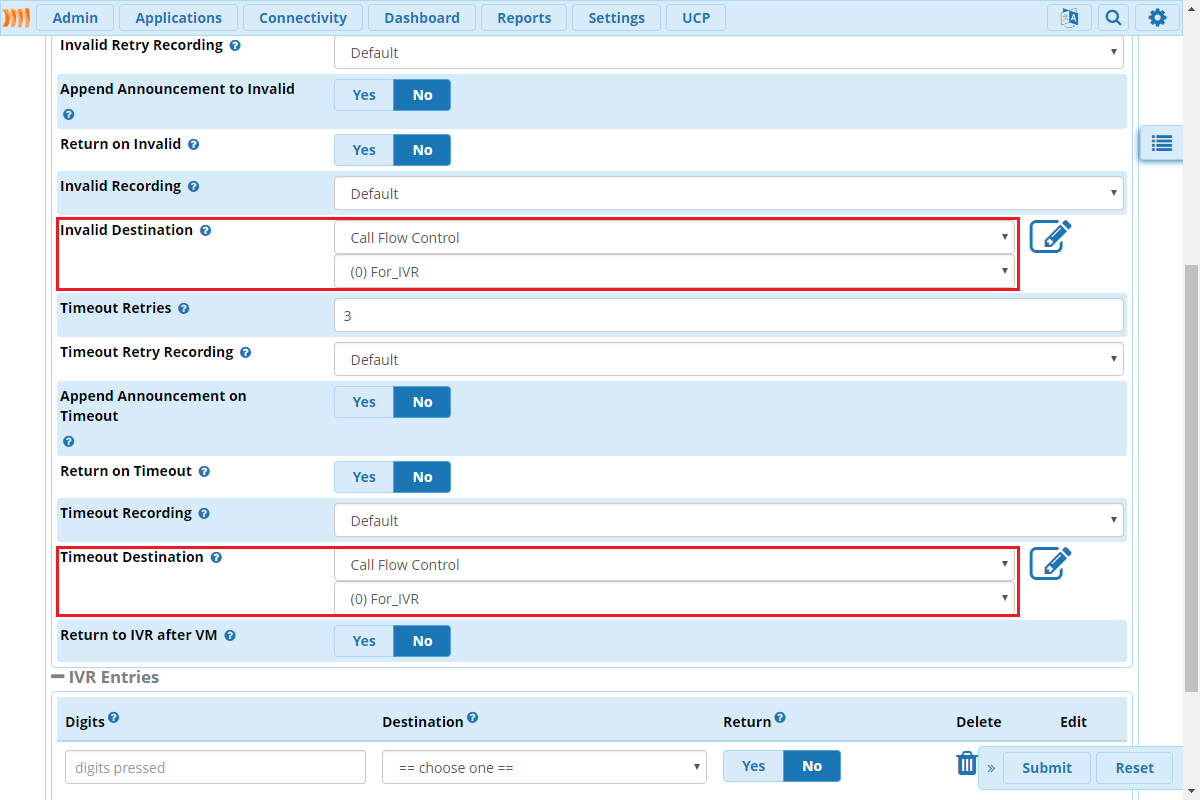 Admin Applications Connectivity Dashboard Reports Settings UCP
Invalid Retry Recording
Default
Append Announcement to Invalid
Yes No
Return on Invalid
Yes No
Invalid Recording
Default
Invalid Destination
Call Flow Control
(0) For_IVR
Timeout Retries
3
Timeout Retry Recording
Default
Append Announcement on
Timeout
Yes No
Return on Timeout
Yes No
Timeout Recording
Default
Timeout Destination
Call Flow Control
(0) For_IVR
Return to IVR after VM
Yes No
IVR Entries
Digits Destination Return Delete Edit
digits pressed == choose one == Yes No
» Submit Reset